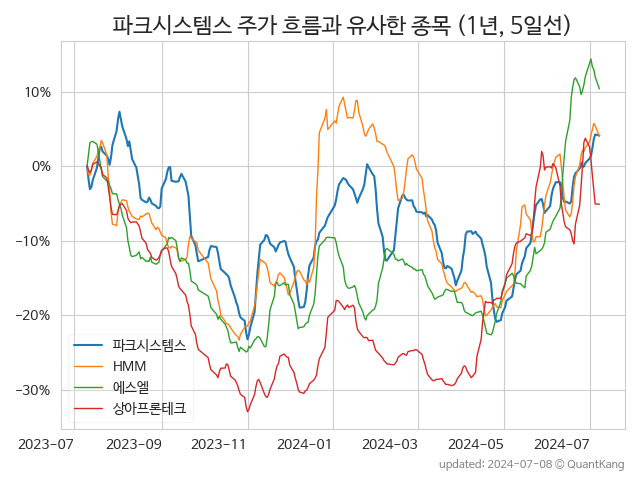 파크시스템스 주가 흐름과 유사한 종목 (1년, 5일선)
10%
0%
−10%
−20%
−30%
파크시스템스
HMM
에스엘
상아프론테크
2023-07 2023-09 2023-11 2024-01 2024-03 2024-05 2024-07
updated: 2024-07-08 © QuantKang